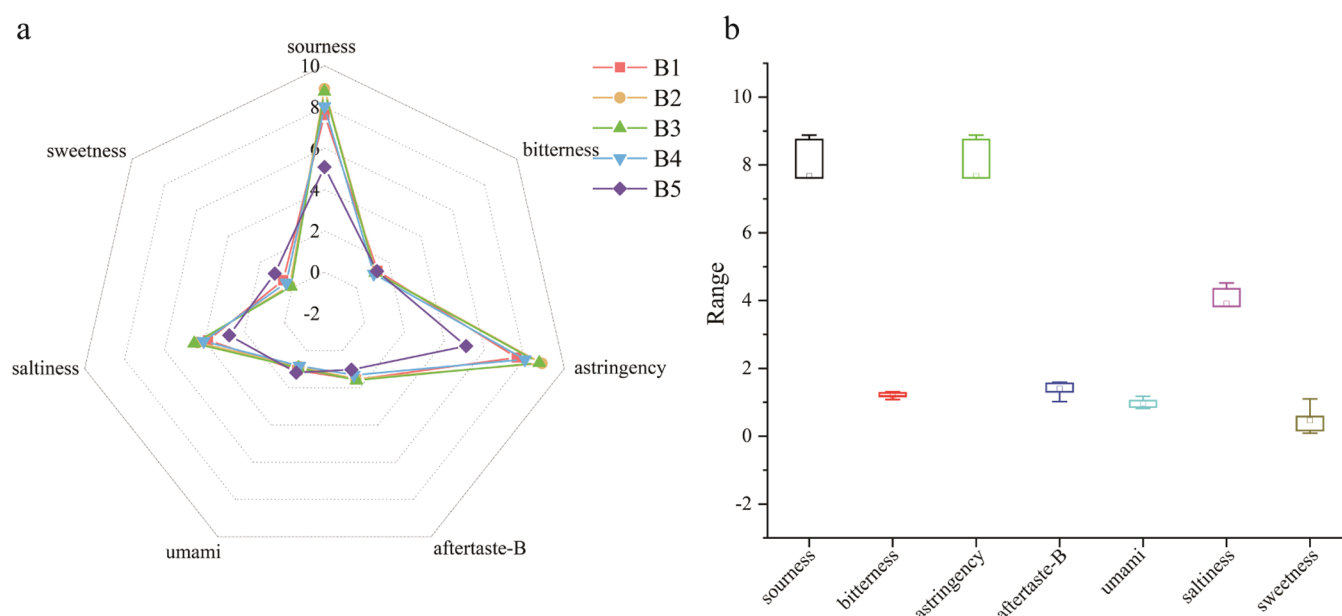 a
sourness
bitterness
astringency
aftertaste-B
umami
saltiness
sweetness
10
8
6
4
2
0
-2
B1
B2
B3
B4
B5
b
Range
10
8
6
4
2
0
-2
sourness
bitterness
astringency
aftertaste-B
umami
saltiness
sweetness